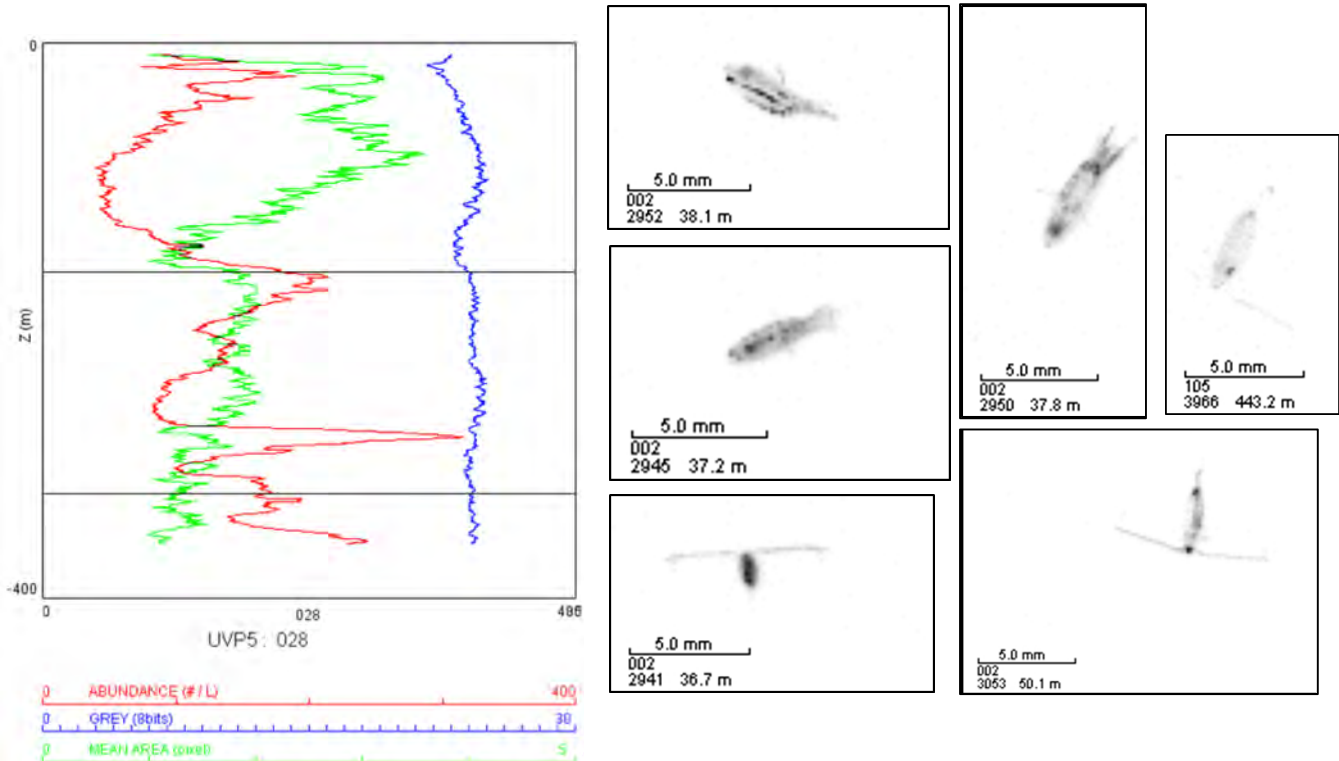 0
Z (m)
-400
0
028
486
UVP5 : 028
0 ABUNDANCE (# / L) 400
0 GREY (8bits) 30
0 MEAN AREA (pixel) 5
5.0 mm
002
2952 38.1 m
5.0 mm
002
2945 37.2 m
5.0 mm
002
2941 36.7 m
5.0 mm
002
2950 37.8 m
5.0 mm
105
3966 443.2 m
5.0 mm
002
3053 50.1 m